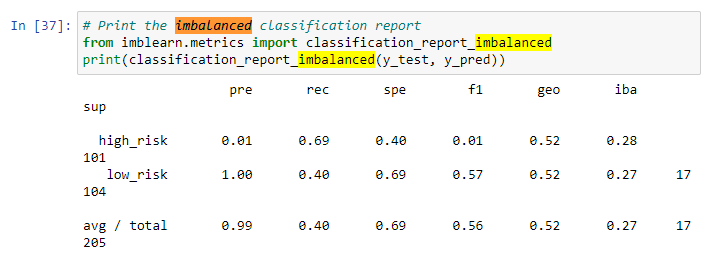 In [37]: # Print the imbalanced classification report
from imblearn.metrics import classification_report_imbalanced
print(classification_report_imbalanced(y_test, y_pred))
pre rec spe f1 geo iba
sup
high_risk 0.01 0.69 0.40 0.01 0.52 0.28
101
low_risk 1.00 0.40 0.69 0.57 0.52 0.27 17
104
avg / total 0.99 0.40 0.69 0.56 0.52 0.27 17
205